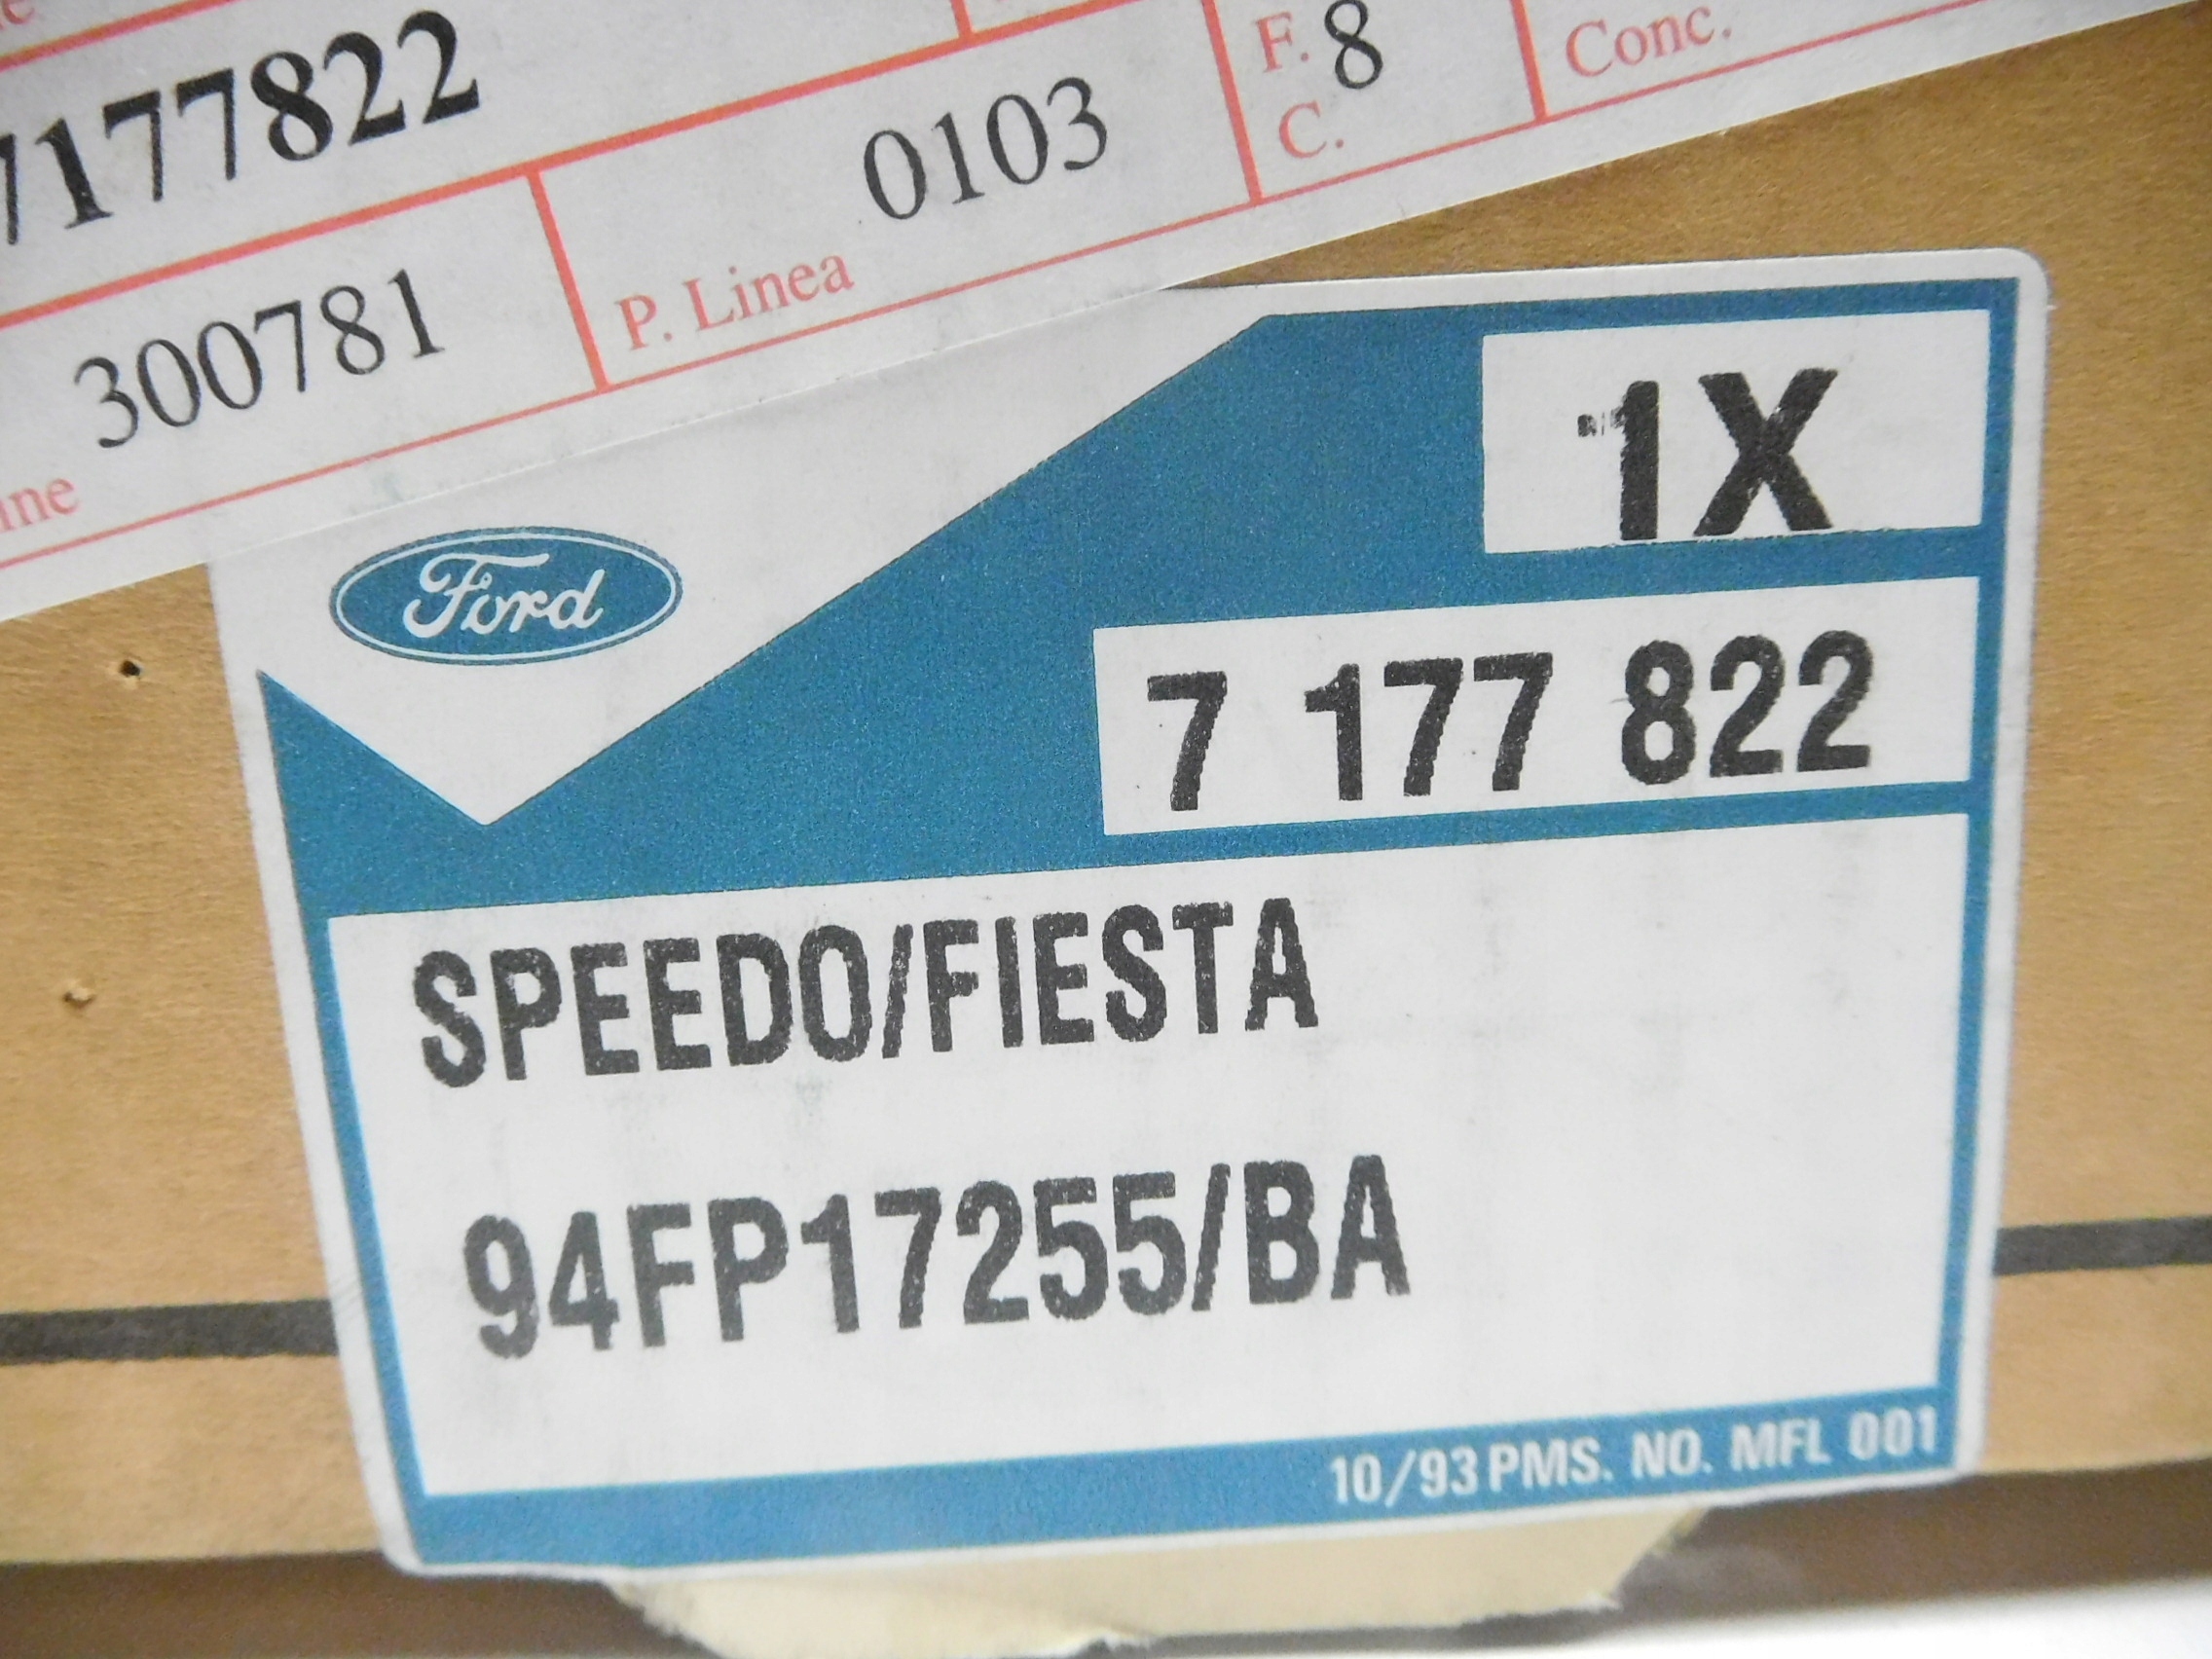 7177822
0103
F.
C.
8
Conc.
300781
P. Linea
Ford
1X
7 177 822
SPEEDO/FIESTA
94FP17255/BA
10/93 PMS. NO. MFL 001